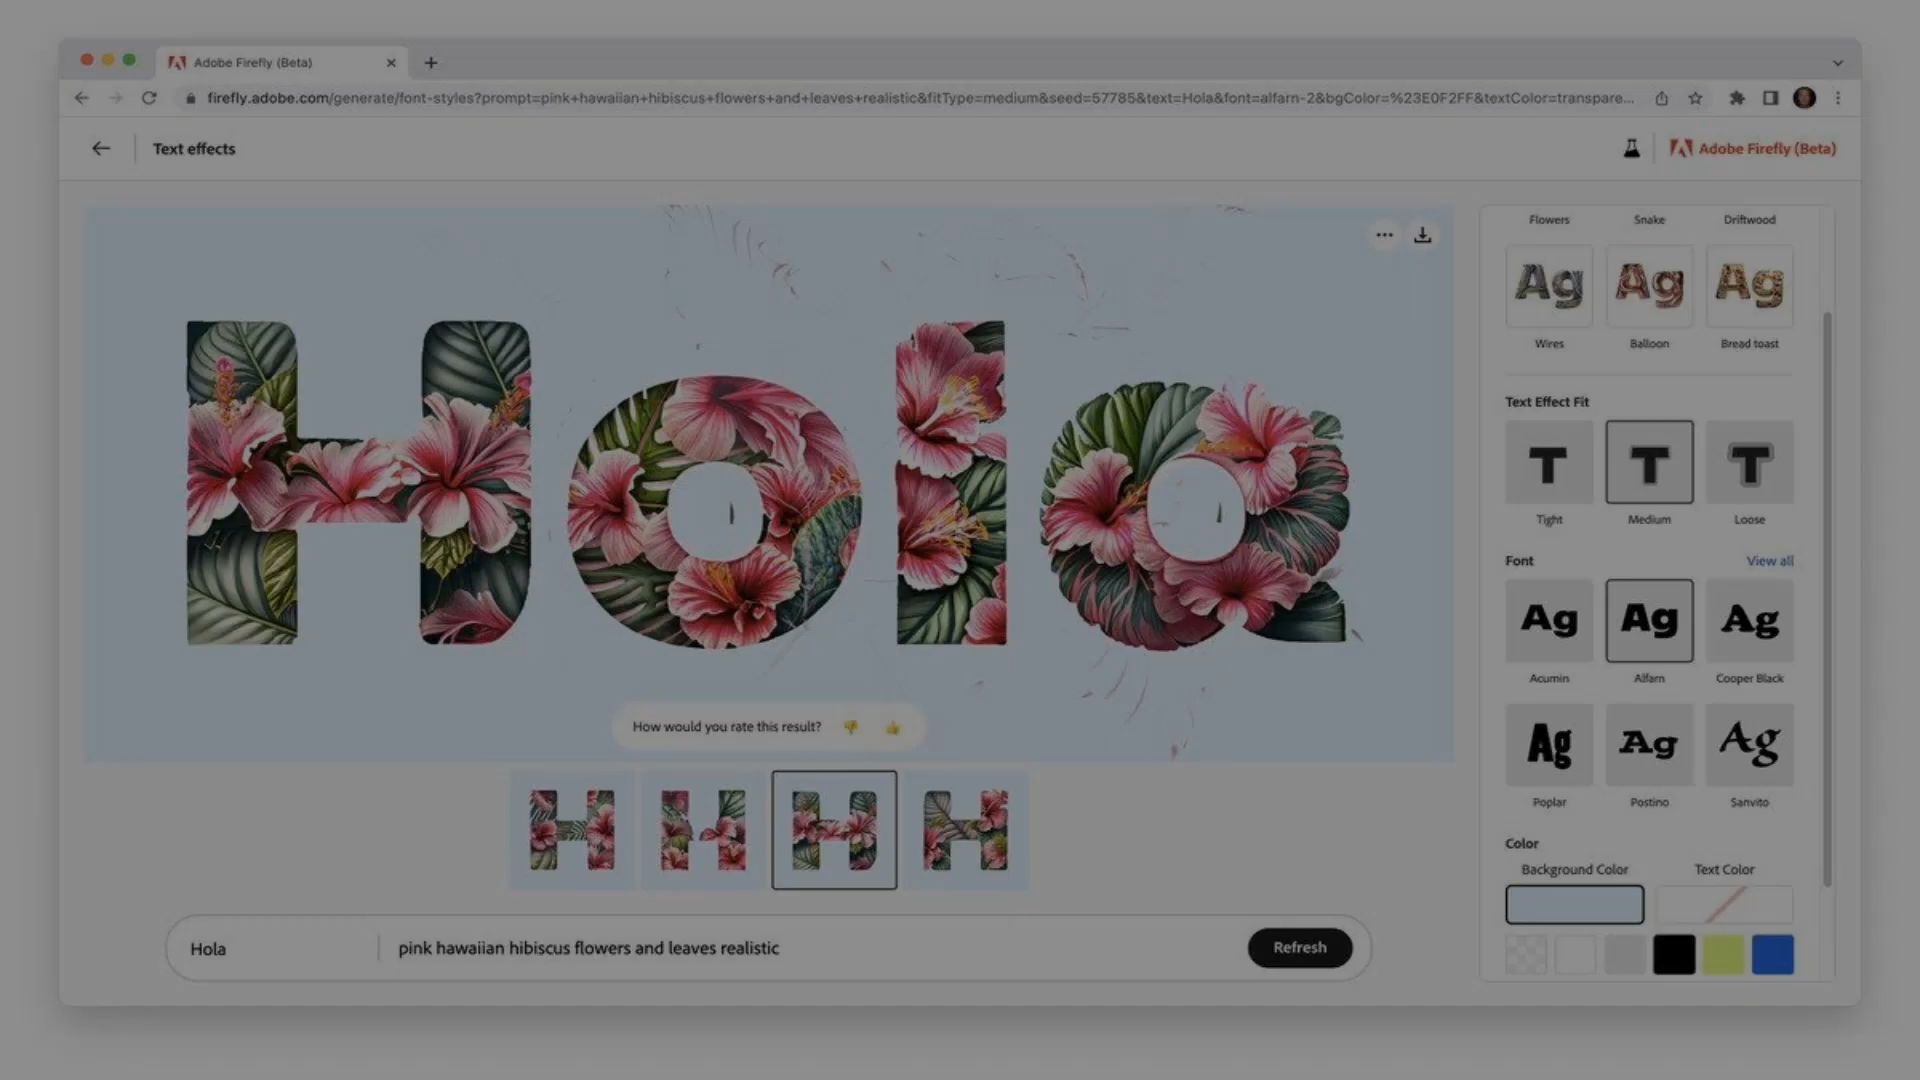 Adobe Firefly (Beta)
firefly.adobe.com/generate/font-styles?prompt=pink+hawaiian+hibiscus+flowers+and+leaves+realistic&fitType=medium&seed=57785&text=Hola&font=alfarn-2&bgColor=%23E0F2FF&textColor=transpare...
Text effects
Adobe Firefly (Beta)
Hola
How would you rate this result?
H H H H
Hola
pink hawaiian hibiscus flowers and leaves realistic
Refresh
Flowers Snake Driftwood
Ag Ag Ag
Wires Balloon Bread toast
Text Effect Fit
T T T
Tight Medium Loose
Font View all
Ag Ag Ag
Acumin Alfarn Cooper Black
Ag Ag Ag
Poplar Postino Sanvito
Color
Background Color Text Color